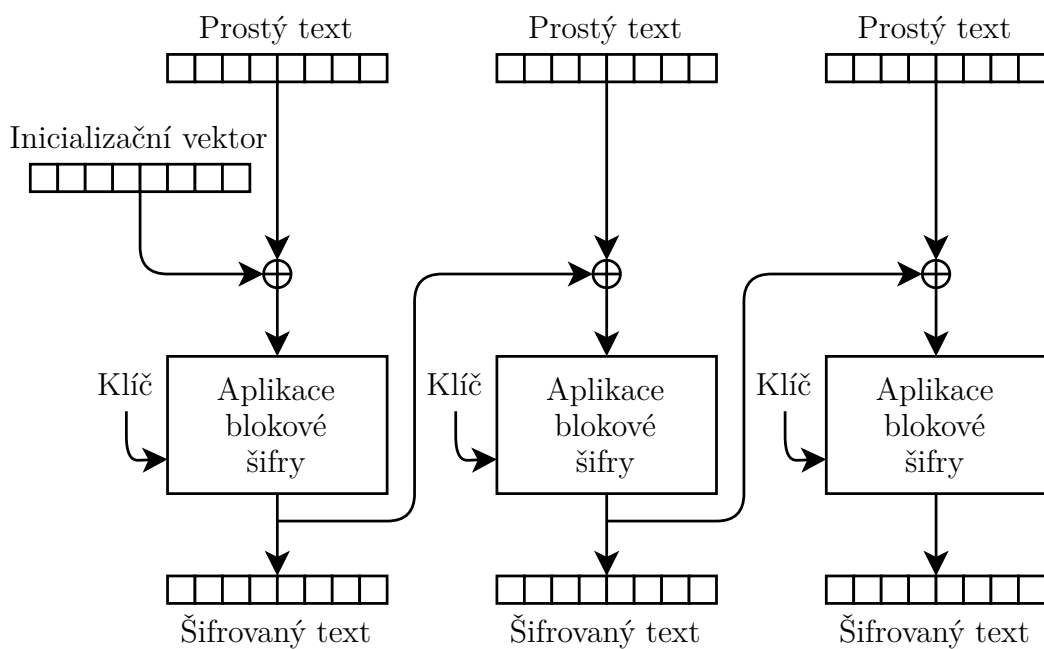 Prostý text
Prostý text
Prostý text
Inicializační vektor
Klíč
Aplikace
blokové
šifry
Klíč
Aplikace
blokové
šifry
Klíč
Aplikace
blokové
šifry
Šifrovaný text
Šifrovaný text
Šifrovaný text